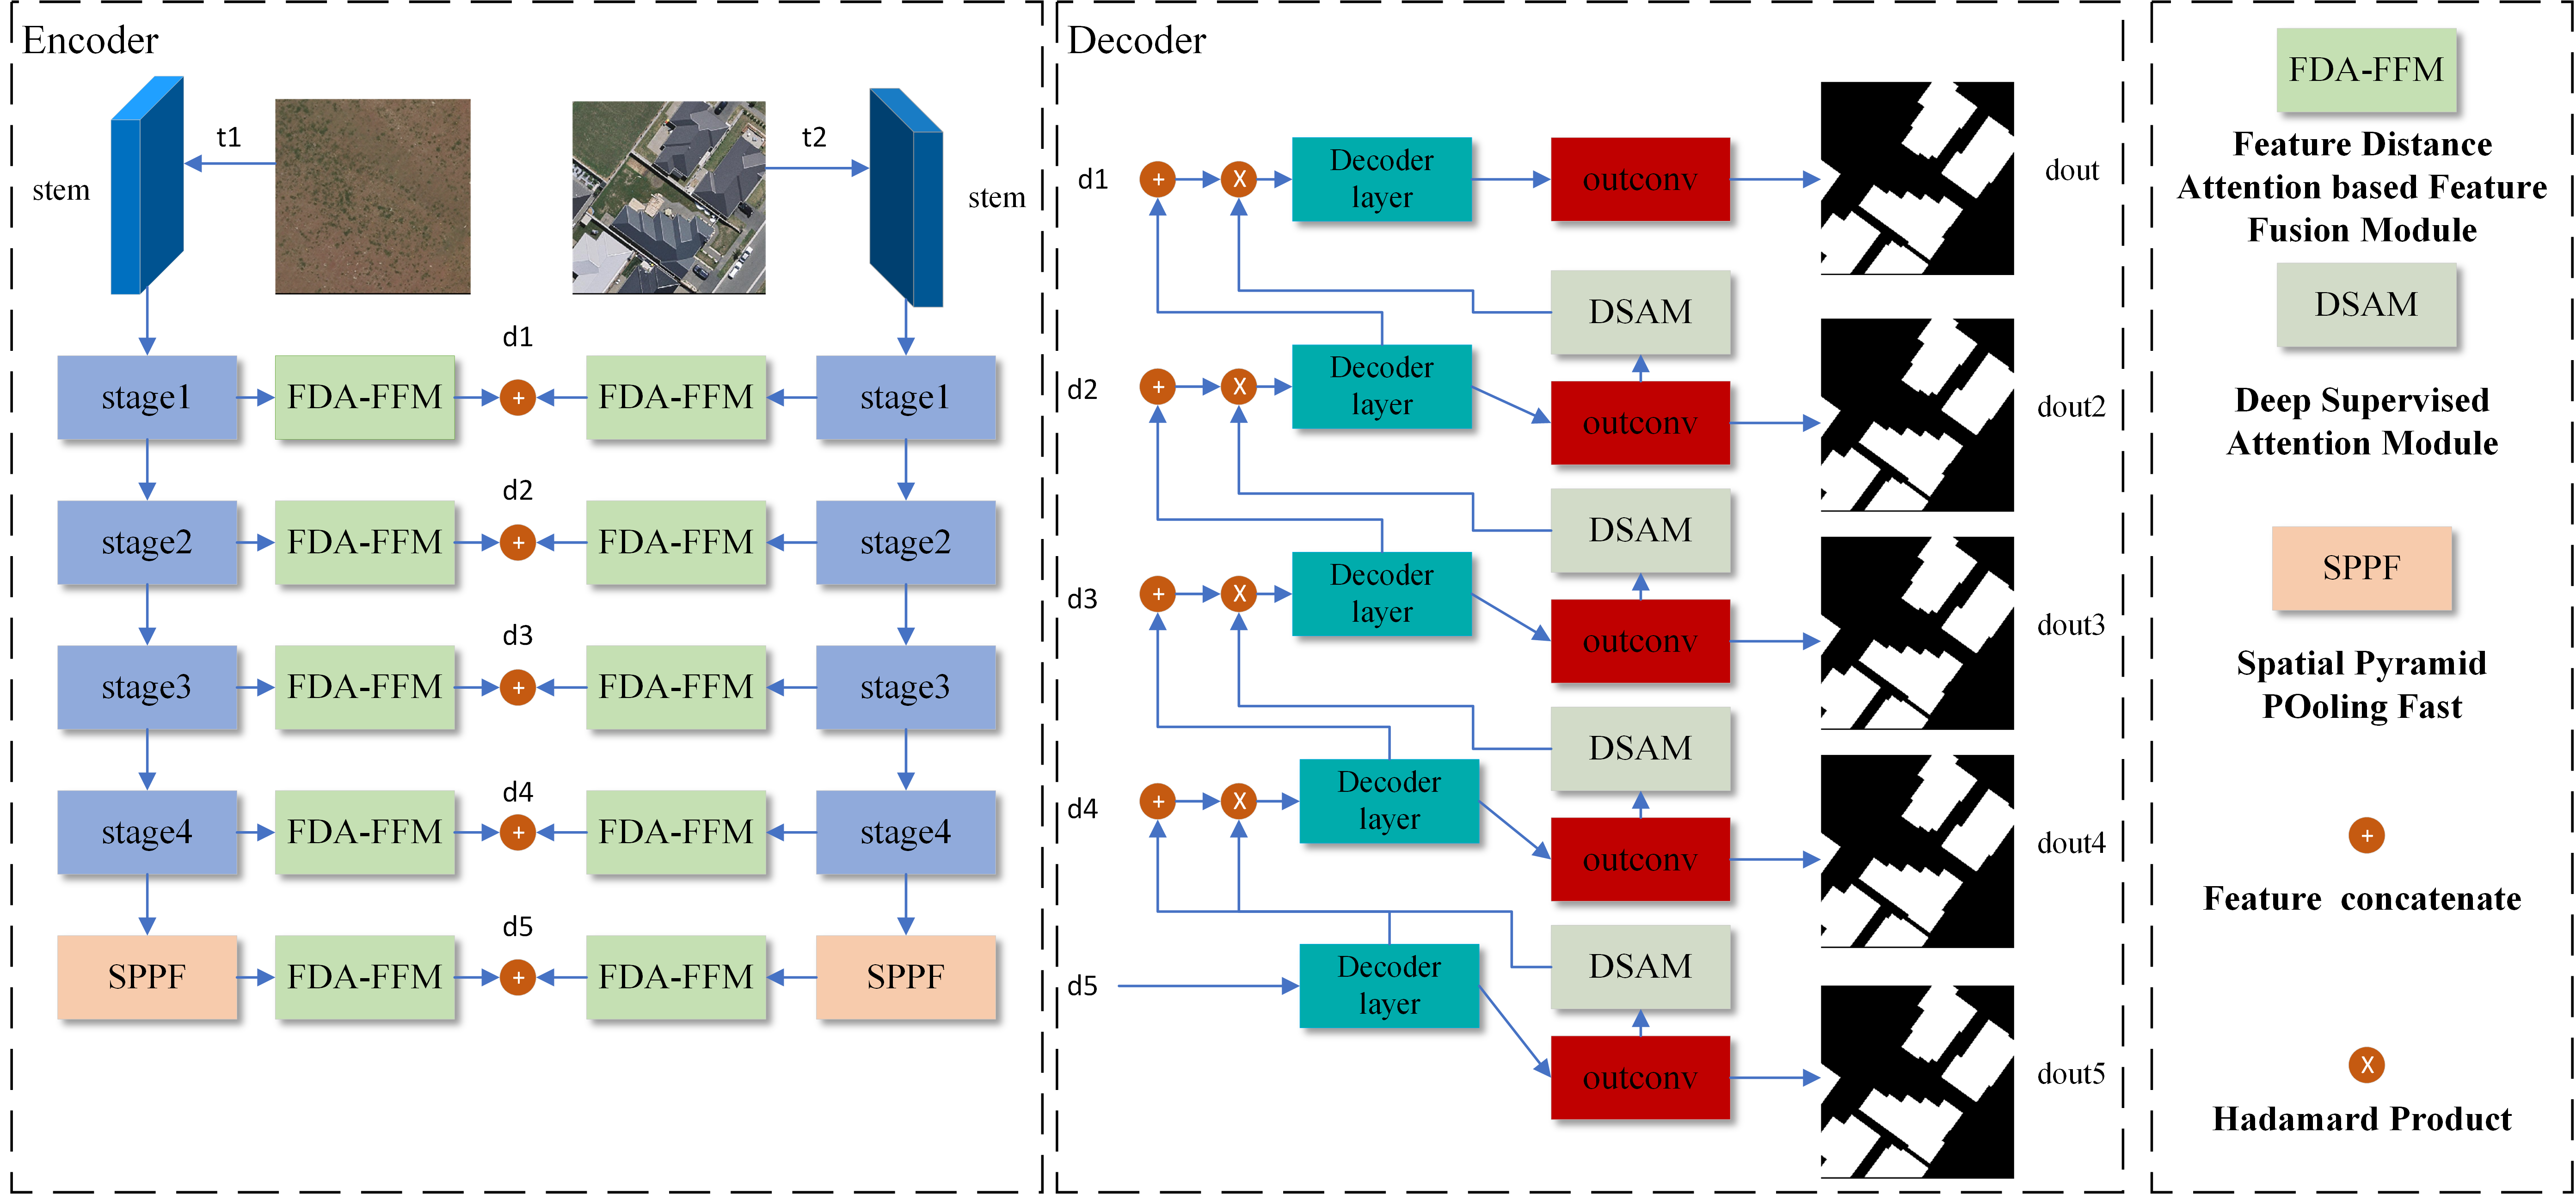 Encoder
t1
t2
stem
stem
d1
stage1
FDA-FFM
+
FDA-FFM
stage1
d2
stage2
FDA-FFM
+
FDA-FFM
stage2
d3
stage3
FDA-FFM
+
FDA-FFM
stage3
d4
stage4
FDA-FFM
+
FDA-FFM
stage4
d5
SPPF
FDA-FFM
+
FDA-FFM
SPPF
Decoder
d1
+
X
Decoder
layer
outconv
dout
DSAM
d2
+
X
Decoder
layer
outconv
dout2
DSAM
d3
+
X
Decoder
layer
outconv
dout3
DSAM
d4
+
X
Decoder
layer
outconv
dout4
DSAM
d5
Decoder
layer
outconv
dout5
FDA-FFM
Feature Distance
Attention based Feature
Fusion Module
DSAM
Deep Supervised
Attention Module
SPPF
Spatial Pyramid
POoling Fast
+
Feature concatenate
X
Hadamard Product